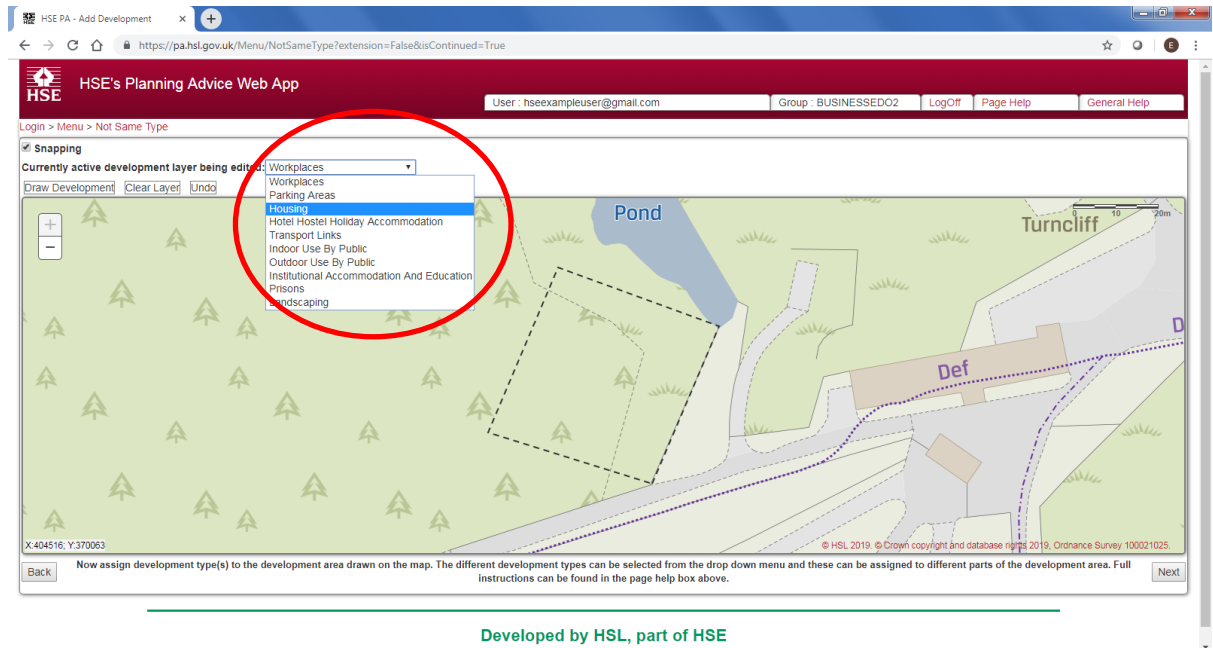 HSE PA - Add Development
https://pa.hsl.gov.uk/Menu/NotSameType?extension=False&isContinued=True
E
HSE
HSE's Planning Advice Web App
User : hseexampleuser@gmail.com
Group : BUSINESSEDO2
LogOff
Page Help
General Help
Login > Menu > Not Same Type
Snapping
Currently active development layer being edited: Workplaces
Draw Development
Clear Layer
Undo
Workplaces
Parking Areas
Housing
Hotel Hostel Holiday Accommodation
Transport Links
Indoor Use By Public
Outdoor Use By Public
Institutional Accommodation And Education
Prisons
Landscaping
+
−
Pond
Turncliff
0 10 20m
D
Def
X:404516; Y:370063
© HSL 2019. © Crown copyright and database rights 2019, Ordnance Survey 100021025.
Back
Now assign development type(s) to the development area drawn on the map. The different development types can be selected from the drop down menu and these can be assigned to different parts of the development area. Full
instructions can be found in the page help box above.
Next
Developed by HSL, part of HSE